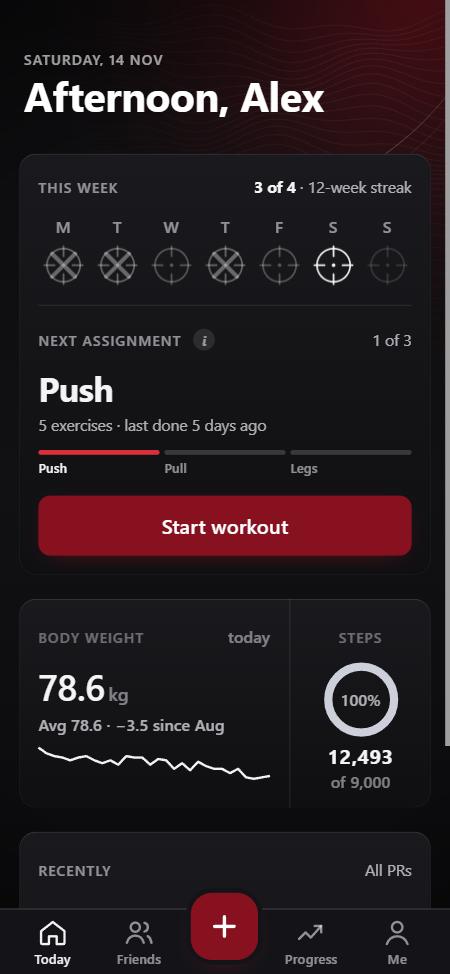 SATURDAY, 14 NOV
Afternoon, Alex
THIS WEEK 3 of 4 · 12-week streak
M T W T F S S
NEXT ASSIGNMENT i 1 of 3
Push
5 exercises · last done 5 days ago
Push Pull Legs
Start workout
BODY WEIGHT today
78.6 kg
Avg 78.6 · −3.5 since Aug
STEPS
100%
12,493
of 9,000
RECENTLY All PRs
Today Friends + Progress Me